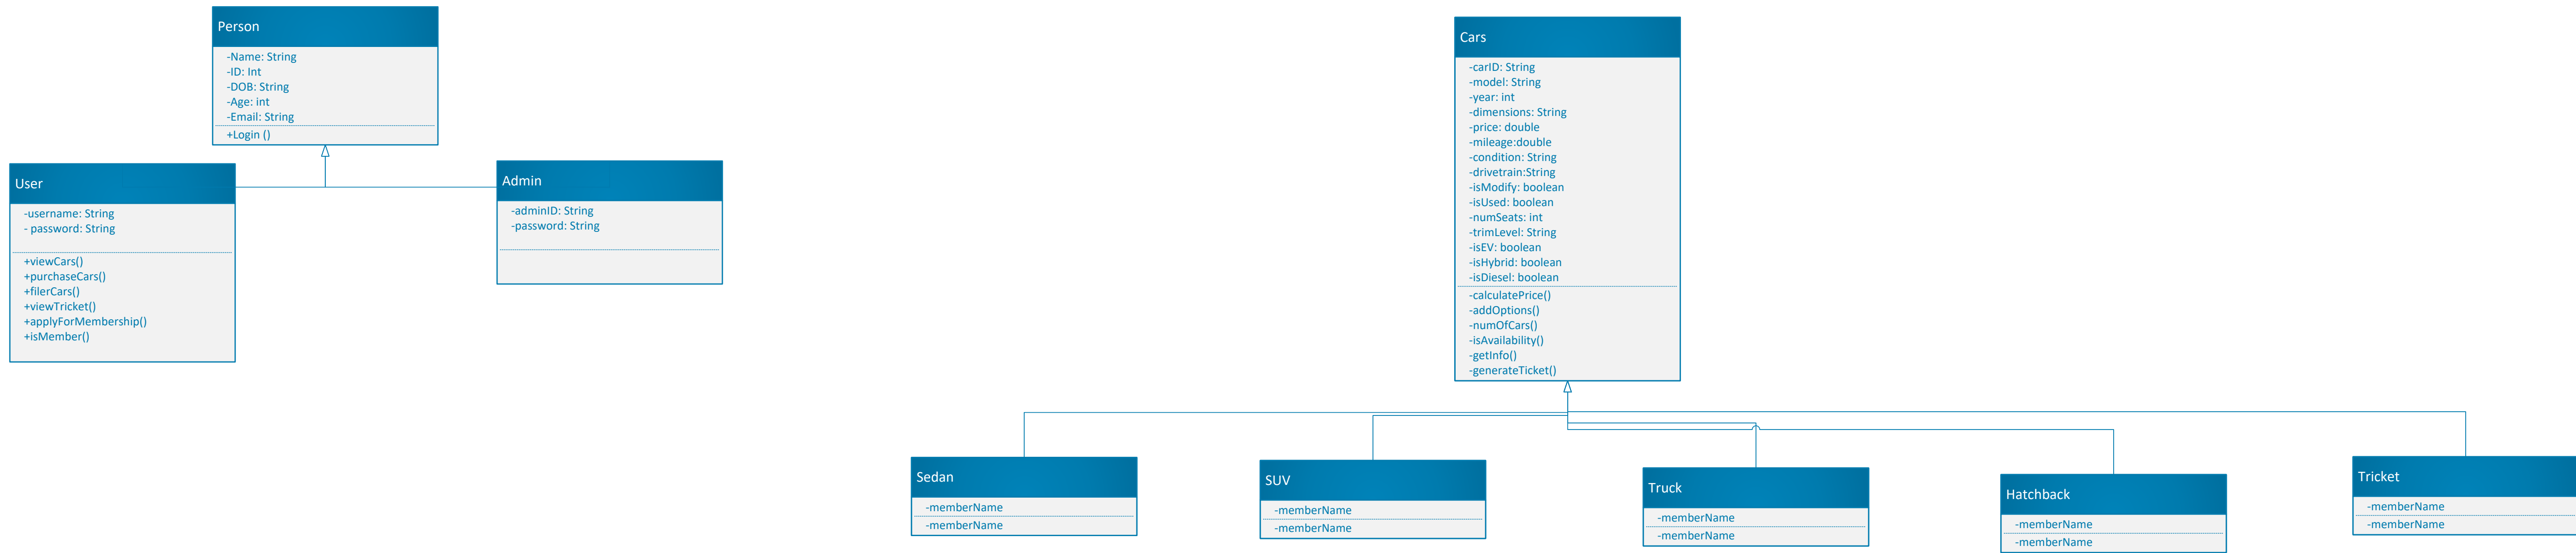 Person
-Name: String
-ID: Int
-DOB: String
-Age: int
-Email: String
+Login ()
User
-username: String
- password: String
+viewCars()
+purchaseCars()
+filerCars()
+viewTricket()
+applyForMembership()
+isMember()
Admin
-adminID: String
-password: String
Cars
-carID: String
-model: String
-year: int
-dimensions: String
-price: double
-mileage:double
-condition: String
-drivetrain:String
-isModify: boolean
-isUsed: boolean
-numSeats: int
-trimLevel: String
-isEV: boolean
-isHybrid: boolean
-isDiesel: boolean
-calculatePrice()
-addOptions()
-numOfCars()
-isAvailability()
-getInfo()
-generateTicket()
Sedan
-memberName
-memberName
SUV
-memberName
-memberName
Truck
-memberName
-memberName
Hatchback
-memberName
-memberName
Tricket
-memberName
-memberName